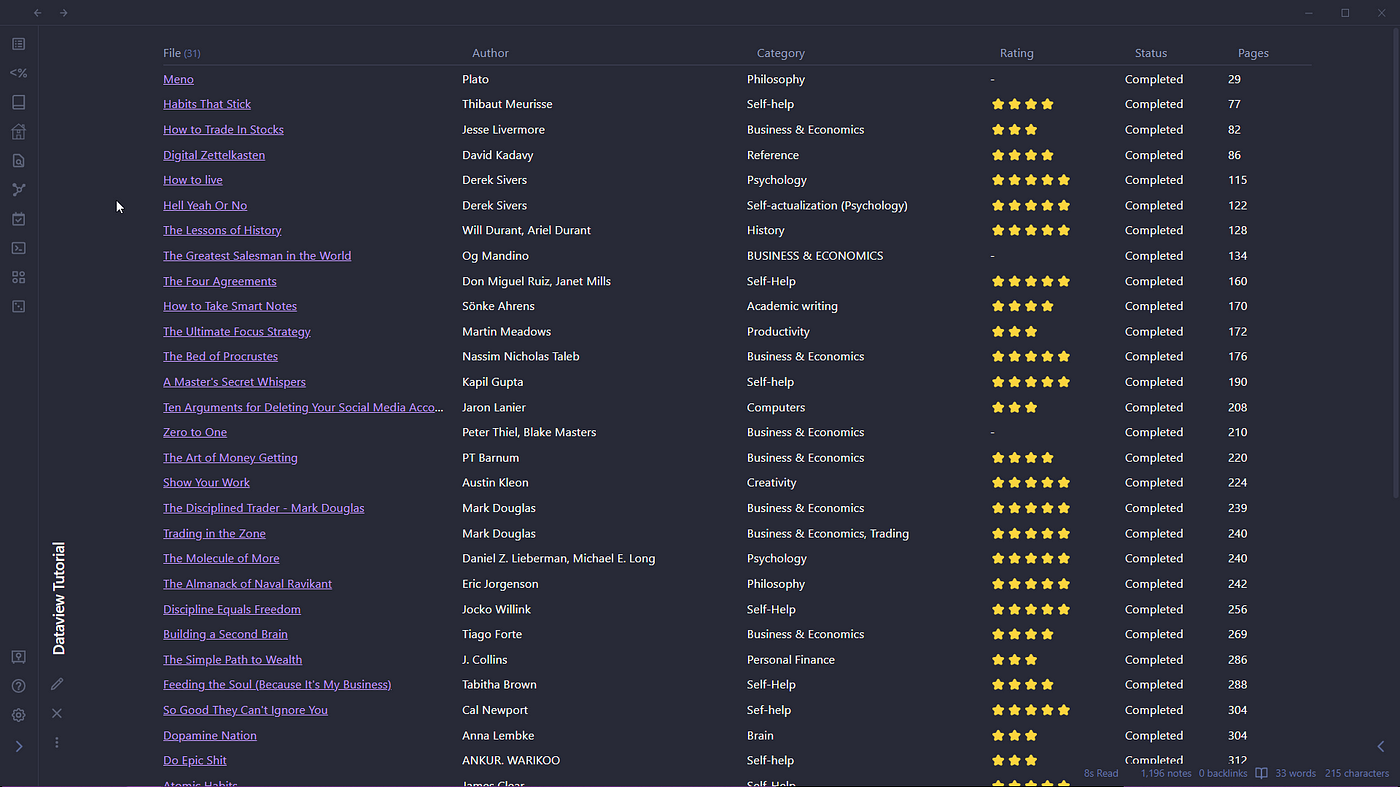 File (31) Author Category Rating Status Pages
Meno Plato Philosophy - Completed 29
Habits That Stick Thibaut Meurisse Self-help Completed 77
How to Trade In Stocks Jesse Livermore Business & Economics Completed 82
Digital Zettelkasten David Kadavy Reference Completed 86
How to live Derek Sivers Psychology Completed 115
Hell Yeah Or No Derek Sivers Self-actualization (Psychology) Completed 122
The Lessons of History Will Durant, Ariel Durant History Completed 128
The Greatest Salesman in the World Og Mandino BUSINESS & ECONOMICS - Completed 134
The Four Agreements Don Miguel Ruiz, Janet Mills Self-Help Completed 160
How to Take Smart Notes Sönke Ahrens Academic writing Completed 170
The Ultimate Focus Strategy Martin Meadows Productivity Completed 172
The Bed of Procrustes Nassim Nicholas Taleb Business & Economics Completed 176
A Master's Secret Whispers Kapil Gupta Self-help Completed 190
Ten Arguments for Deleting Your Social Media Acco... Jaron Lanier Computers Completed 208
Zero to One Peter Thiel, Blake Masters Business & Economics - Completed 210
The Art of Money Getting PT Barnum Business & Economics Completed 220
Show Your Work Austin Kleon Creativity Completed 224
The Disciplined Trader - Mark Douglas Mark Douglas Business & Economics Completed 239
Trading in the Zone Mark Douglas Business & Economics, Trading Completed 240
The Molecule of More Daniel Z. Lieberman, Michael E. Long Psychology Completed 240
The Almanack of Naval Ravikant Eric Jorgenson Philosophy Completed 242
Discipline Equals Freedom Jocko Willink Self-Help Completed 256
Building a Second Brain Tiago Forte Business & Economics Completed 269
The Simple Path to Wealth J. Collins Personal Finance Completed 286
Feeding the Soul (Because It's My Business) Tabitha Brown Self-Help Completed 288
So Good They Can't Ignore You Cal Newport Sef-help Completed 304
Dopamine Nation Anna Lembke Brain Completed 304
Do Epic Shit ANKUR. WARIKOO Self-help Completed 312
Atomic Habits James Clear Self-Help
Dataview Tutorial
8s Read 1,196 notes 0 backlinks 33 words 215 characters